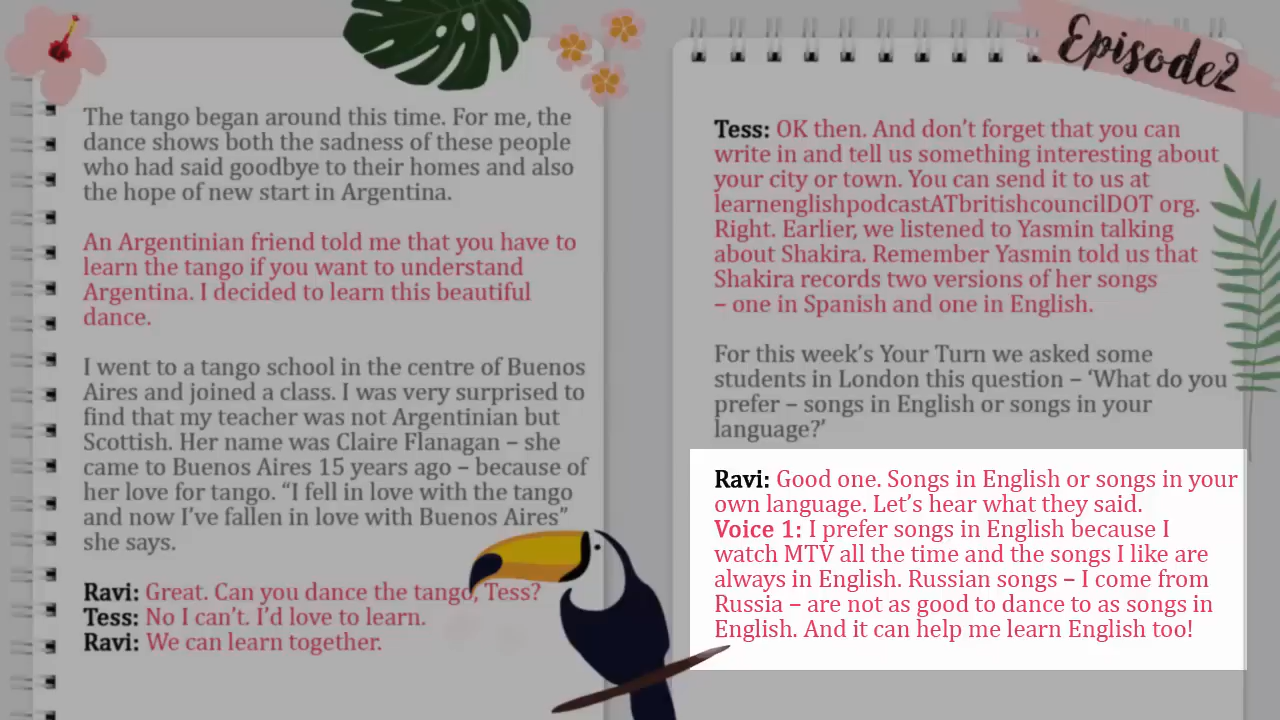 The tango began around this time. For me, the
dance shows both the sadness of these people
who had said goodbye to their homes and also
the hope of new start in Argentina.
An Argentinian friend told me that you have to
learn the tango if you want to understand
Argentina. I decided to learn this beautiful
dance.
I went to a tango school in the centre of Buenos
Aires and joined a class. I was very surprised to
find that my teacher was not Argentinian but
Scottish. Her name was Claire Flanagan – she
came to Buenos Aires 15 years ago – because of
her love for tango. “I fell in love with the tango
and now I’ve fallen in love with Buenos Aires”
she says.
Ravi: Great. Can you dance the tango, Tess?
Tess: No I can’t. I’d love to learn.
Ravi: We can learn together.
Episode2
Tess: OK then. And don’t forget that you can
write in and tell us something interesting about
your city or town. You can send it to us at
learnenglishpodcastATbritishcouncilDOT org.
Right. Earlier, we listened to Yasmin talking
about Shakira. Remember Yasmin told us that
Shakira records two versions of her songs
– one in Spanish and one in English.
For this week’s Your Turn we asked some
students in London this question – ‘What do you
prefer – songs in English or songs in your
language?’
Ravi: Good one. Songs in English or songs in your
own language. Let’s hear what they said.
Voice 1: I prefer songs in English because I
watch MTV all the time and the songs I like are
always in English. Russian songs – I come from
Russia – are not as good to dance to as songs in
English. And it can help me learn English too!